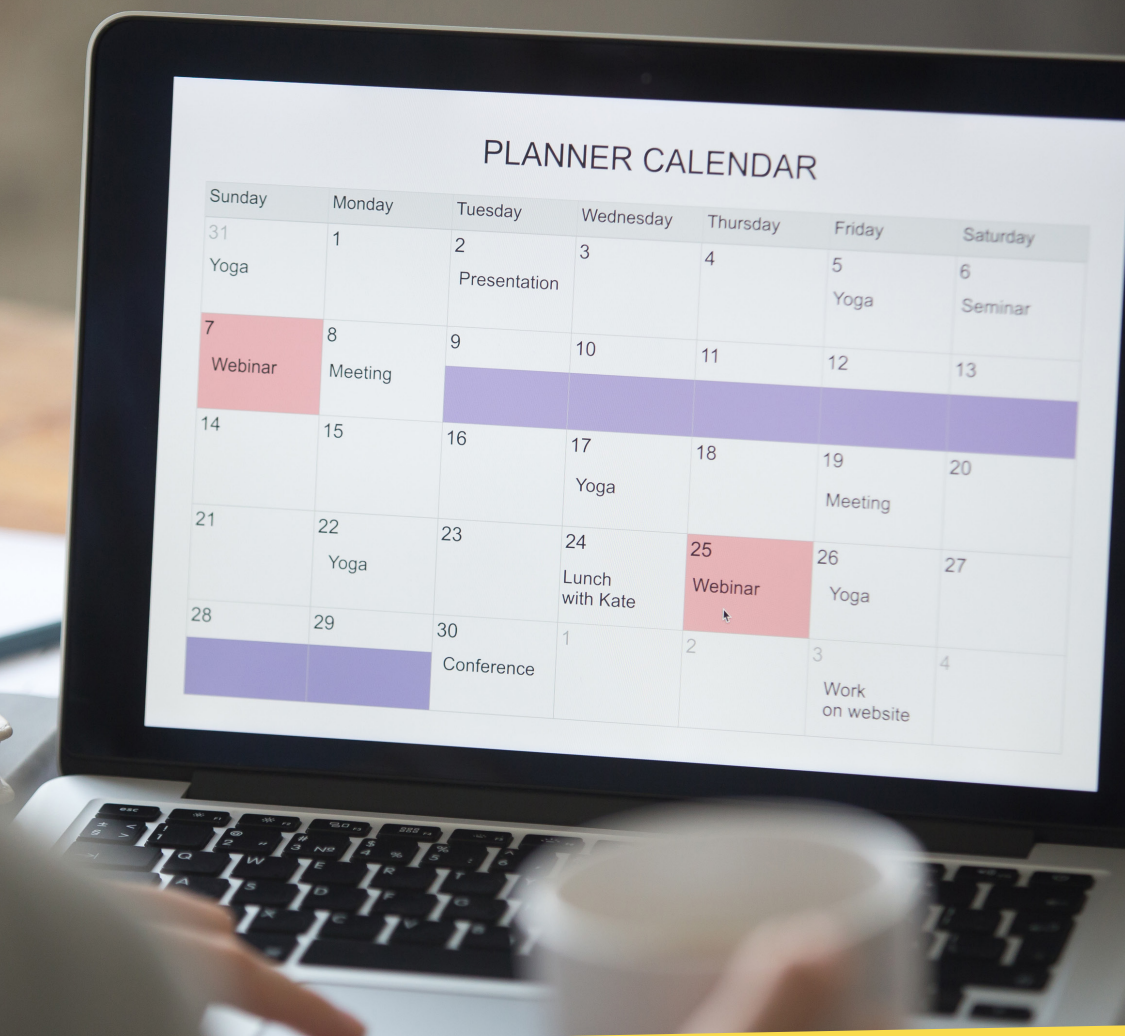 PLANNER CALENDAR
Sunday Monday Tuesday Wednesday Thursday Friday Saturday
31 1 2 3 4 5 6
Yoga Presentation Yoga Seminar
7 8 9 10 11 12 13
Webinar Meeting
14 15 16 17 18 19 20
Yoga Meeting
21 22 23 24 25 26 27
Yoga Lunch Webinar Yoga
with Kate
28 29 30 1 2 3 4
Conference Work
on website
esc
Q W E R T
A S D F G
X C V B